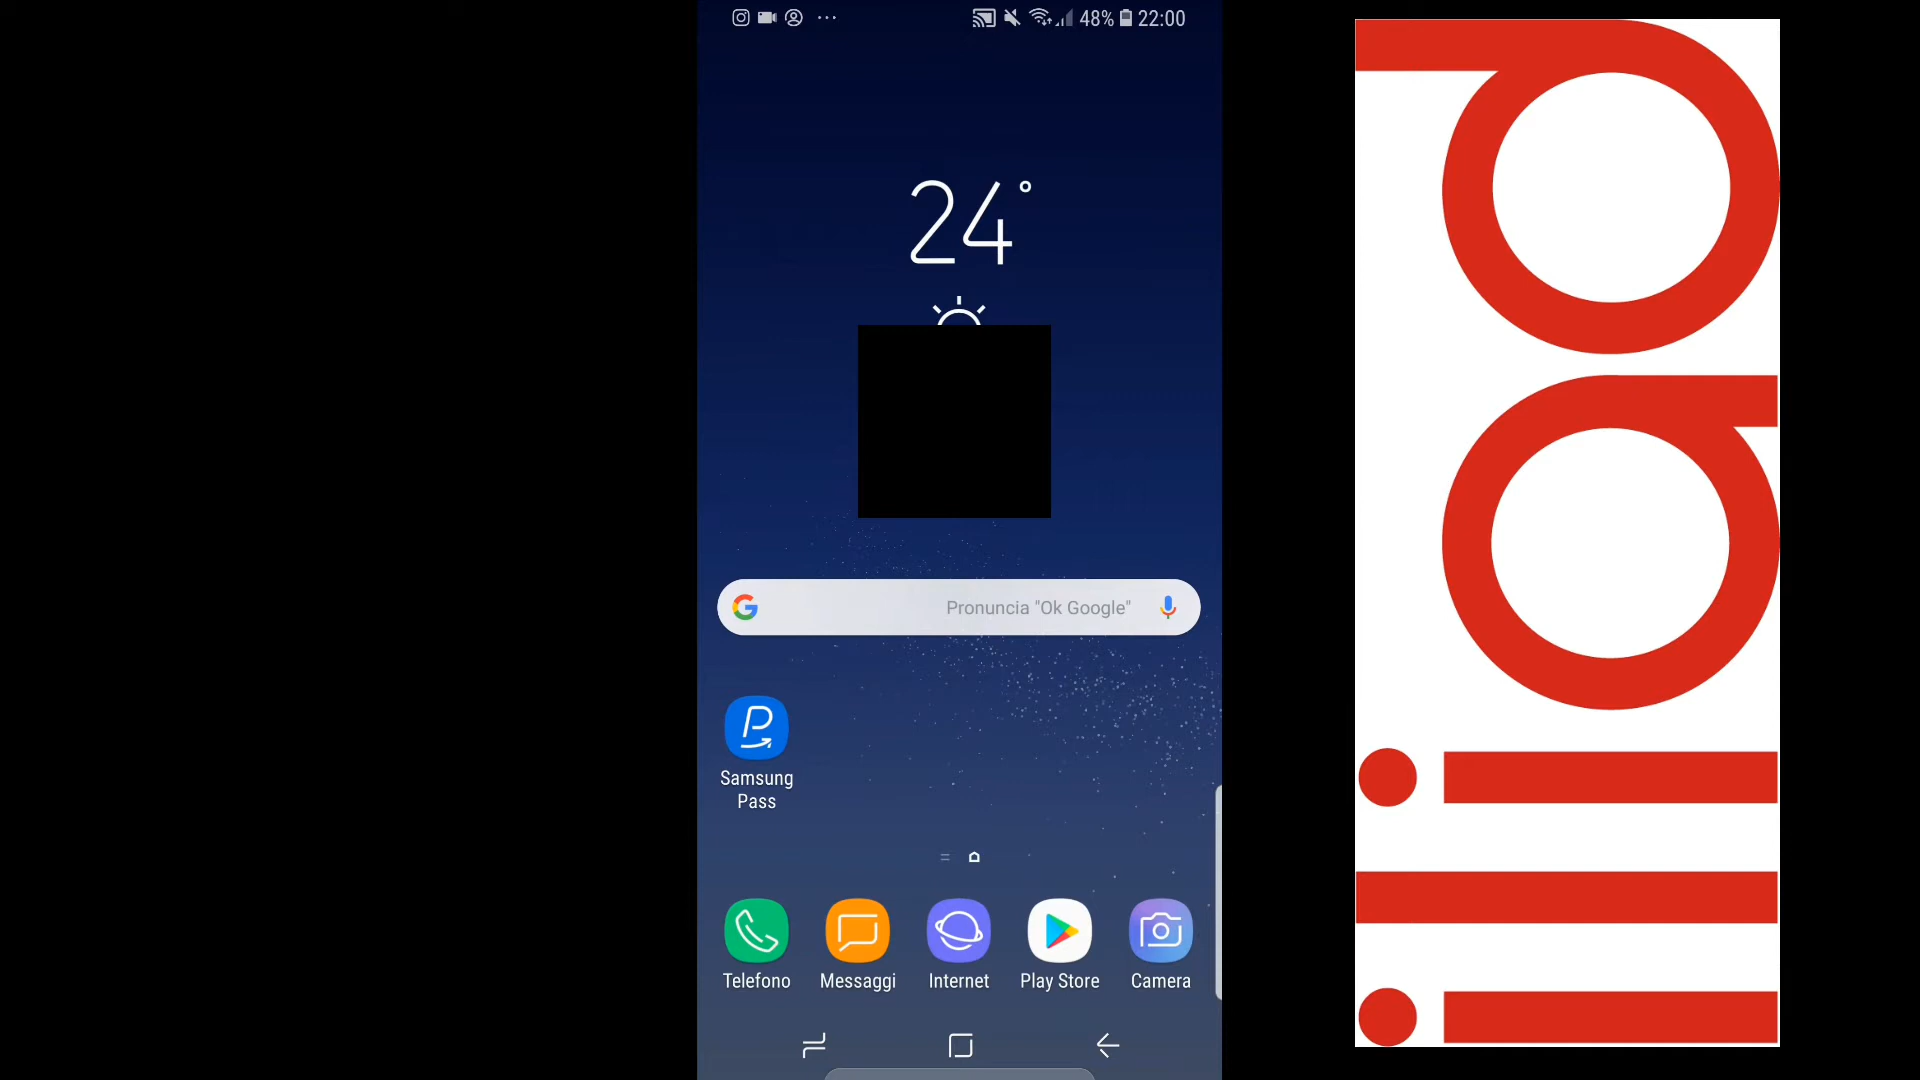 48% 22:00
24°
Pronuncia "Ok Google"
Samsung
Pass
Telefono Messaggi Internet Play Store Camera
iliad